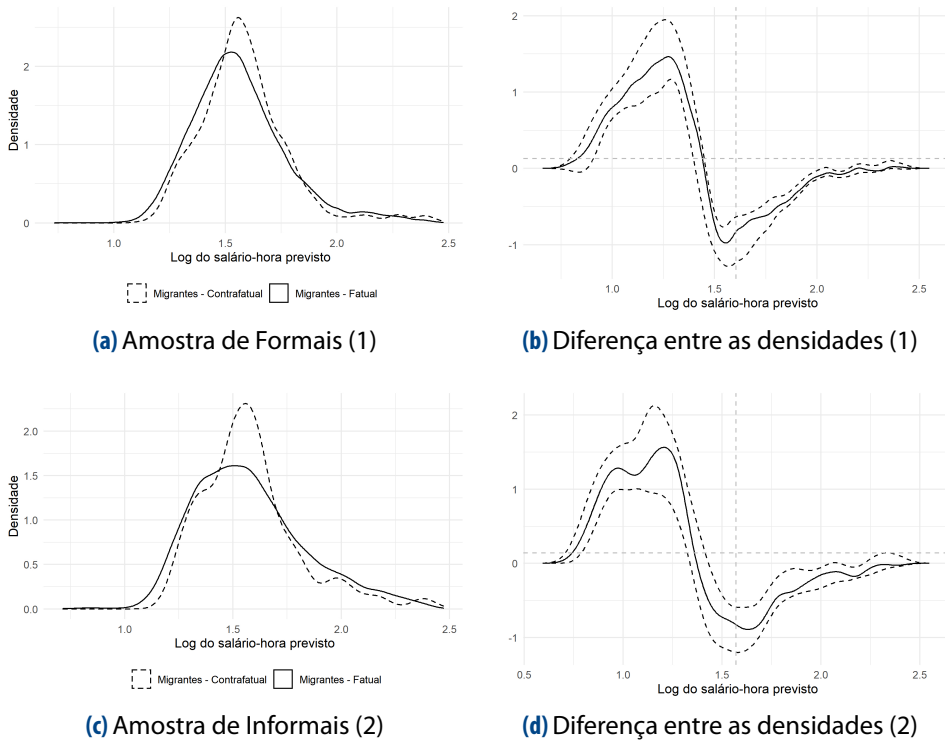 Densidade
2
1
0
1.0
1.5
2.0
2.5
Log do salário-hora previsto
Migrantes - Contrafatual
Migrantes - Fatual
(a) Amostra de Formais (1)
2
1
0
-1
1.0
1.5
2.0
2.5
Log do salário-hora previsto
(b) Diferença entre as densidades (1)
Densidade
2.0
1.5
1.0
0.5
0.0
1.0
1.5
2.0
2.5
Log do salário-hora previsto
Migrantes - Contrafatual
Migrantes - Fatual
(c) Amostra de Informais (2)
2
1
0
-1
0.5
1.0
1.5
2.0
2.5
Log do salário-hora previsto
(d) Diferença entre as densidades (2)